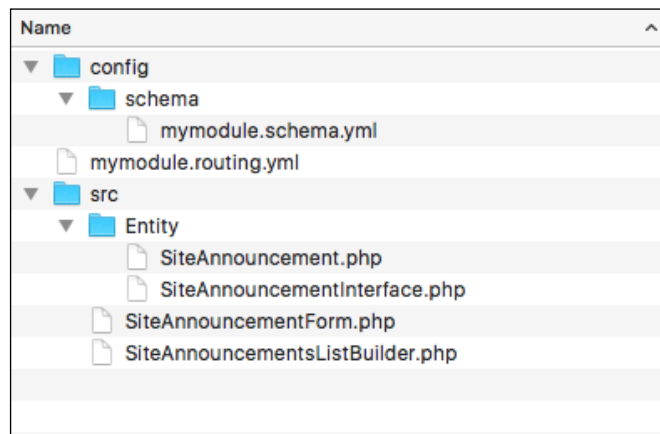 Name
config
schema
mymodule.schema.yml
mymodule.routing.yml
src
Entity
SiteAnnouncement.php
SiteAnnouncementInterface.php
SiteAnnouncementForm.php
SiteAnnouncementsListBuilder.php